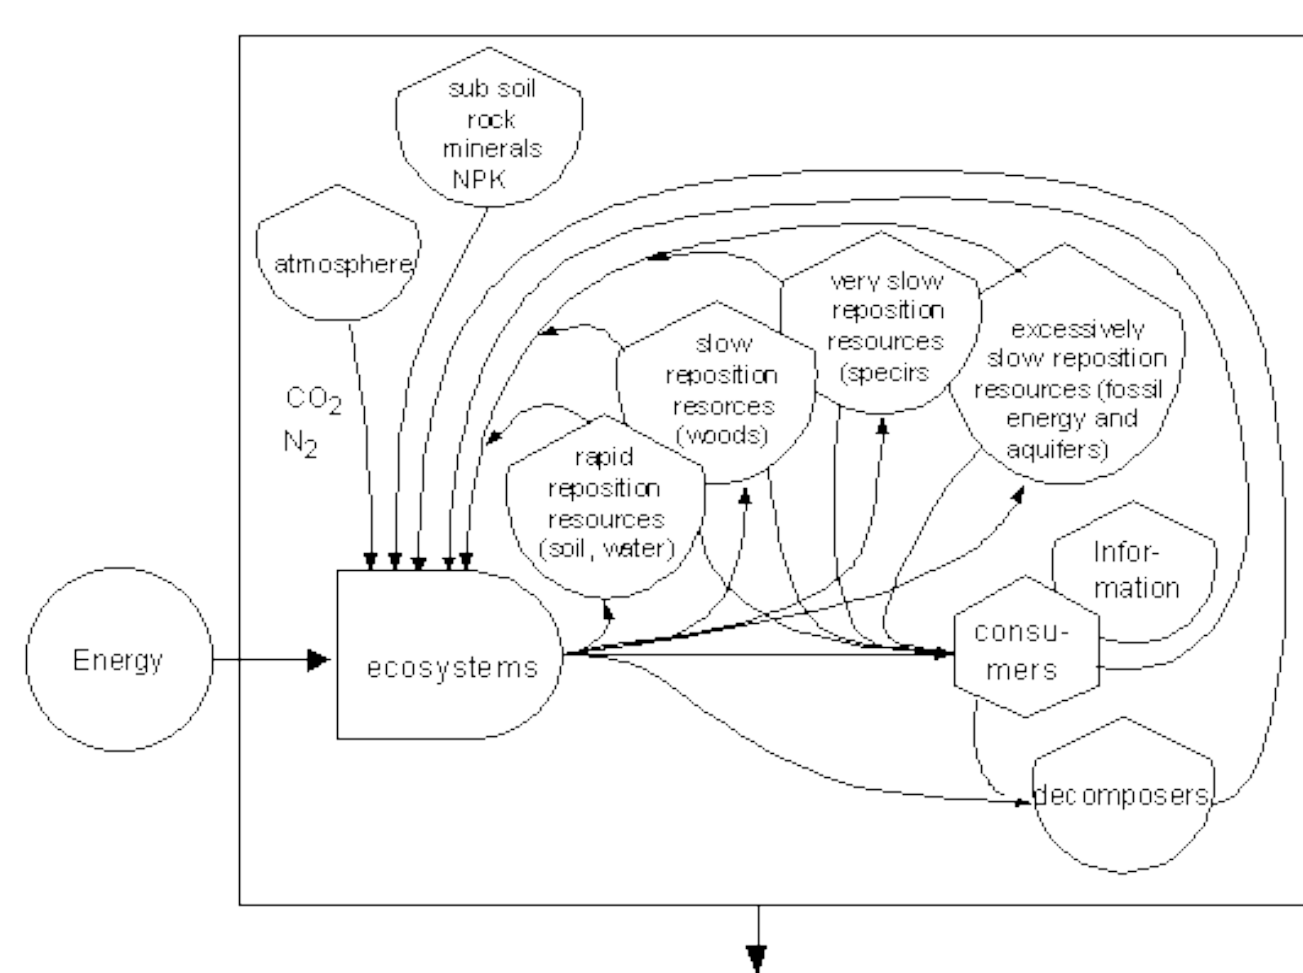 sub soil
rock
minerals
NPK
atmosphere
CO2
N2
very slow
reposition
resources
(specirs
excessively
slow reposition
resources (fossil
energy and
aquifers)
slow
reposition
resorces
(woods)
rapid
reposition
resources
(soil, water)
Infor-
mation
Energy
ecosystems
consu-
mers
decomposers